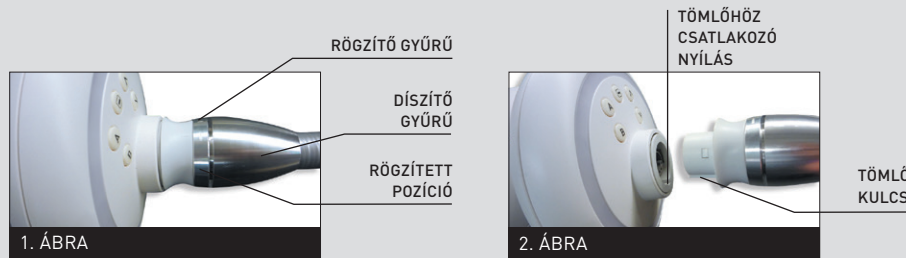 RÖGZÍTŐ GYŰRŰ
DÍSZÍTŐ
GYŰRŰ
RÖGZÍTETT
POZÍCIÓ
1. ÁBRA
TÖMLŐHÖZ
CSATLAKOZÓ
NYÍLÁS
2. ÁBRA